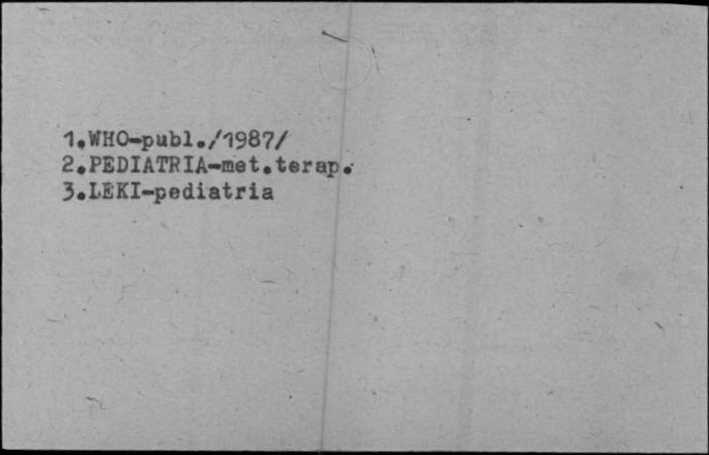 1.WHO-publ./1987/
2.PEDIATRIA-met.terap.
3.LEKI-pediatria